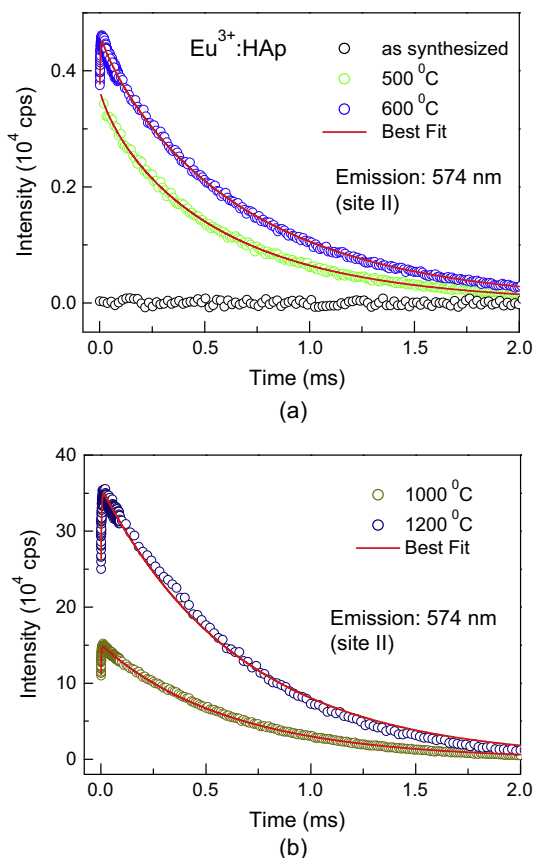 Eu³⁺:HAp
as synthesized
500 ⁰C
600 ⁰C
Best Fit
Emission: 574 nm
(site II)
Intensity (10⁴ cps)
0.4
0.2
0.0
0.0 0.5 1.0 1.5 2.0
Time (ms)
(a)
1000 ⁰C
1200 ⁰C
Best Fit
Emission: 574 nm
(site II)
Intensity (10⁴ cps)
40
30
20
10
0
0.0 0.5 1.0 1.5 2.0
Time (ms)
(b)